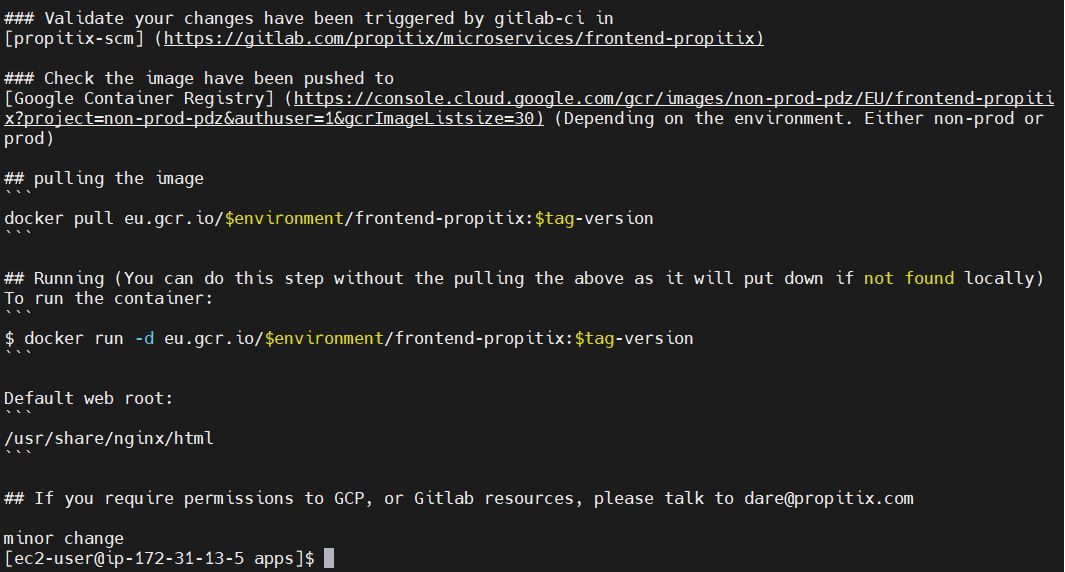 ### Validate your changes have been triggered by gitlab-ci in
[propitix-scm] (https://gitlab.com/propitix/microservices/frontend-propitix)
### Check the image have been pushed to
[Google Container Registry] (https://console.cloud.google.com/gcr/images/non-prod-pdz/EU/frontend-propiti
x?project=non-prod-pdz&authuser=1&gcrImageListsize=30) (Depending on the environment. Either non-prod or
prod)
## pulling the image
```
docker pull eu.gcr.io/$environment/frontend-propitix:$tag-version
```
## Running (You can do this step without the pulling the above as it will put down if not found locally)
To run the container:
```
$ docker run -d eu.gcr.io/$environment/frontend-propitix:$tag-version
```
Default web root:
```
/usr/share/nginx/html
```
## If you require permissions to GCP, or Gitlab resources, please talk to dare@propitix.com
minor change
[ec2-user@ip-172-31-13-5 apps]$